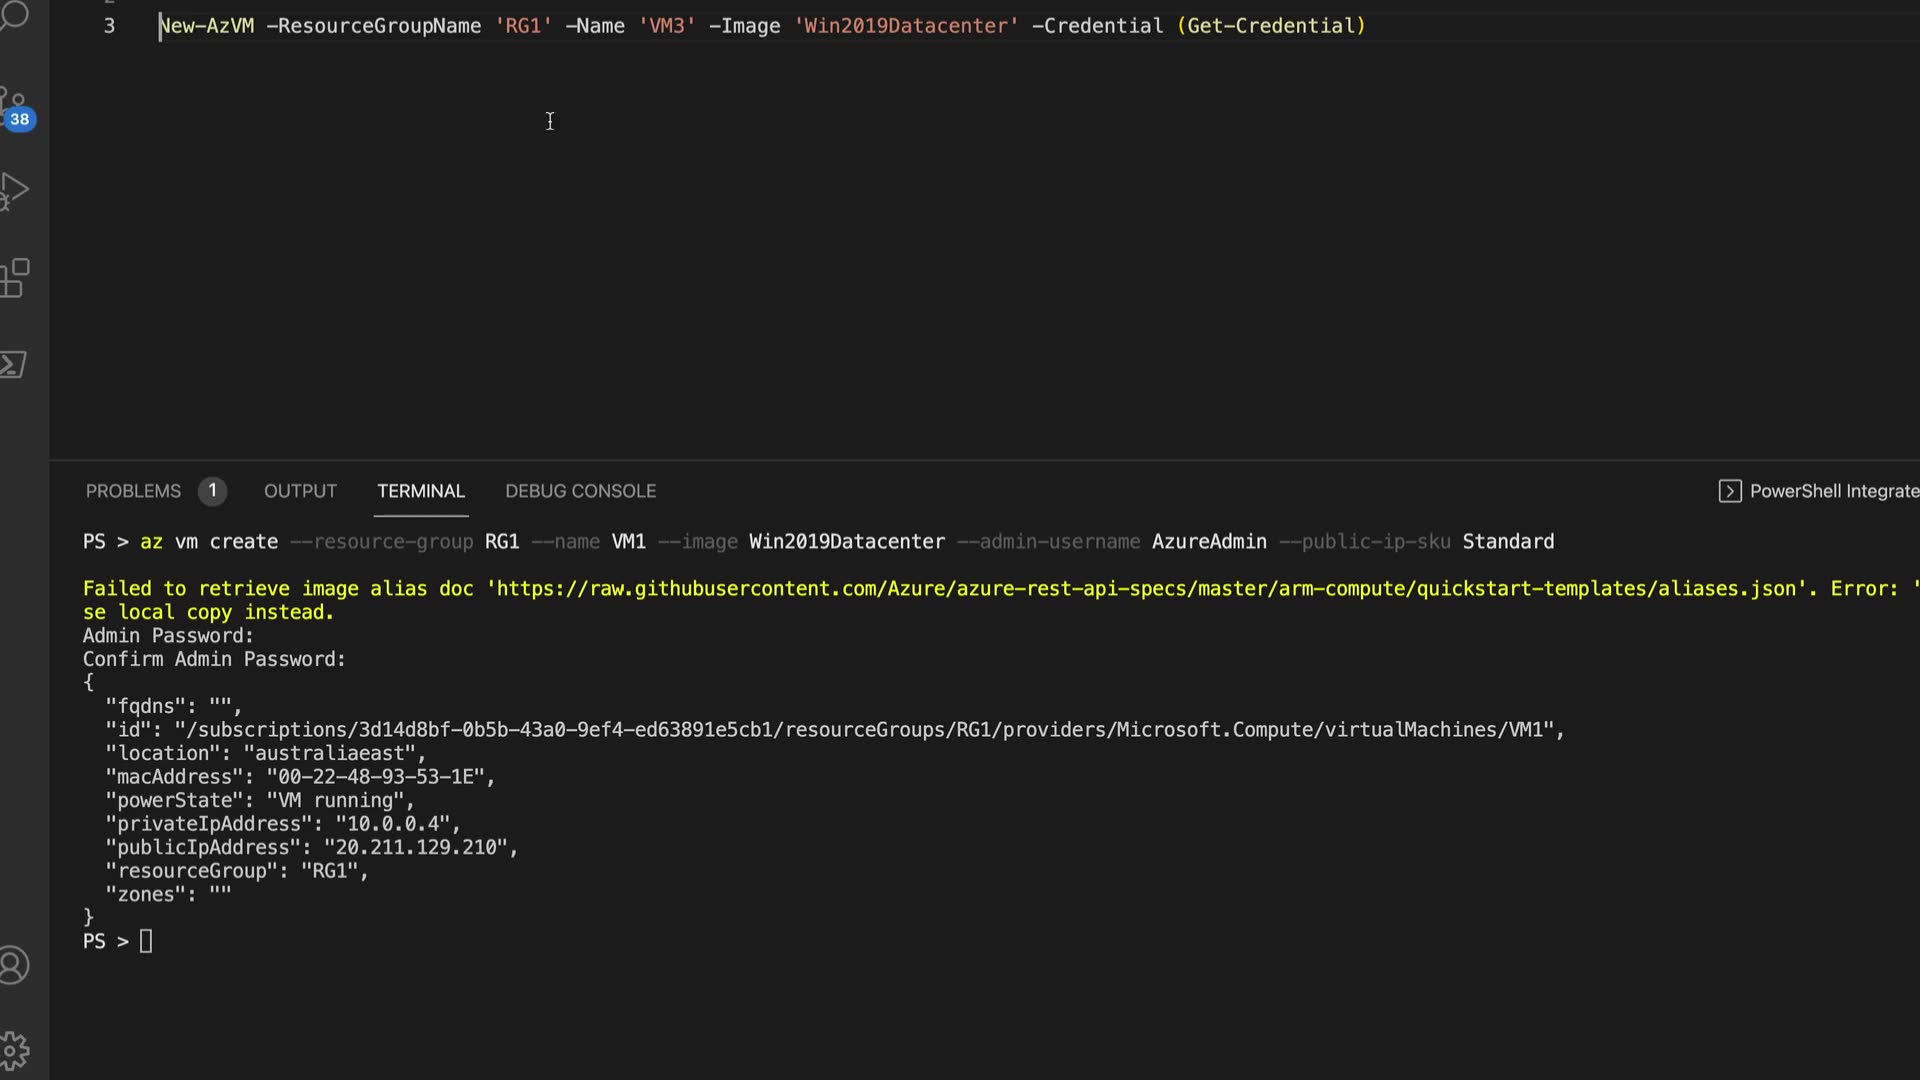 3 New-AzVM -ResourceGroupName 'RG1' -Name 'VM3' -Image 'Win2019Datacenter' -Credential (Get-Credential)
38
PROBLEMS 1 OUTPUT TERMINAL DEBUG CONSOLE PowerShell Integrate
PS > az vm create --resource-group RG1 --name VM1 --image Win2019Datacenter --admin-username AzureAdmin --public-ip-sku Standard
Failed to retrieve image alias doc 'https://raw.githubusercontent.com/Azure/azure-rest-api-specs/master/arm-compute/quickstart-templates/aliases.json'. Error: '
se local copy instead.
Admin Password:
Confirm Admin Password:
{
"fqdns": "",
"id": "/subscriptions/3d14d8bf-0b5b-43a0-9ef4-ed63891e5cb1/resourceGroups/RG1/providers/Microsoft.Compute/virtualMachines/VM1",
"location": "australiaeast",
"macAddress": "00-22-48-93-53-1E",
"powerState": "VM running",
"privateIpAddress": "10.0.0.4",
"publicIpAddress": "20.211.129.210",
"resourceGroup": "RG1",
"zones": ""
}
PS >